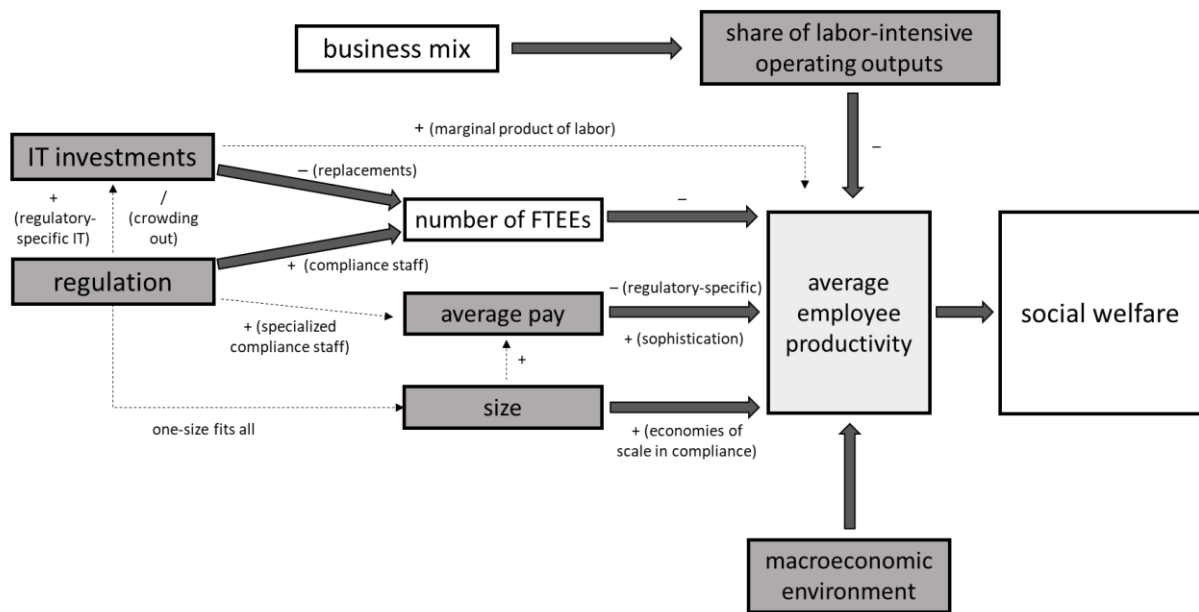 business mix
share of labor-intensive
operating outputs
+ (marginal product of labor)
–
IT investments
– (replacements)
+
(regulatory-
specific IT)
/
(crowding
out)
number of FTEEs
–
regulation
+ (compliance staff)
average pay
– (regulatory-specific)
+ (sophistication)
average
employee
productivity
social welfare
+ (specialized
compliance staff)
+
size
one-size fits all
+ (economies of
scale in compliance)
macroeconomic
environment